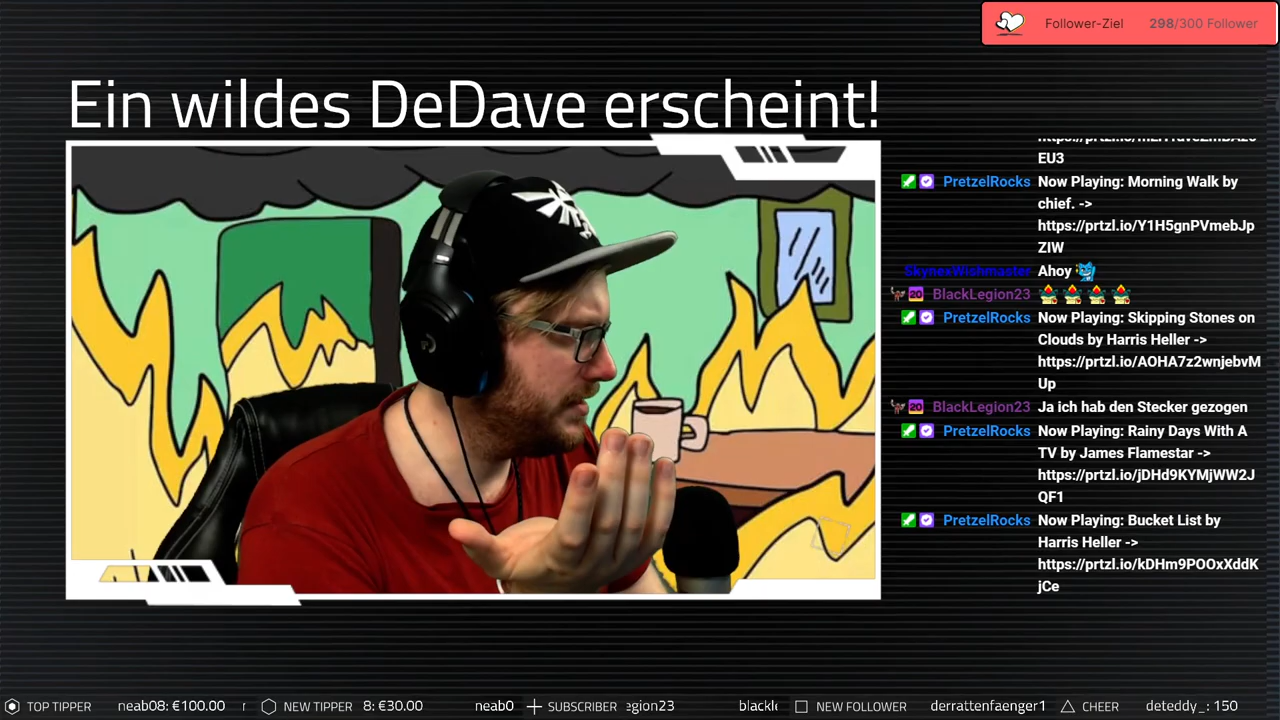 Follower-Ziel 298/300 Follower
Ein wildes DeDave erscheint!
EU3
PretzelRocks Now Playing: Morning Walk by
chief. ->
https://prtzl.io/Y1H5gnPVmebJp
ZIW
SkynexWishmaster Ahoy
20 BlackLegion23
PretzelRocks Now Playing: Skipping Stones on
Clouds by Harris Heller ->
https://prtzl.io/AOHA7z2wnjebvM
Up
20 BlackLegion23 Ja ich hab den Stecker gezogen
PretzelRocks Now Playing: Rainy Days With A
TV by James Flamestar ->
https://prtzl.io/jDHd9KYMjWW2J
QF1
PretzelRocks Now Playing: Bucket List by
Harris Heller ->
https://prtzl.io/kDHm9POOxXddK
jCe
TOP TIPPER neab08: €100.00 NEW TIPPER 8: €30.00 neab0 SUBSCRIBER gion23 blackl NEW FOLLOWER derrattenfaenger1 CHEER deteddy_: 150